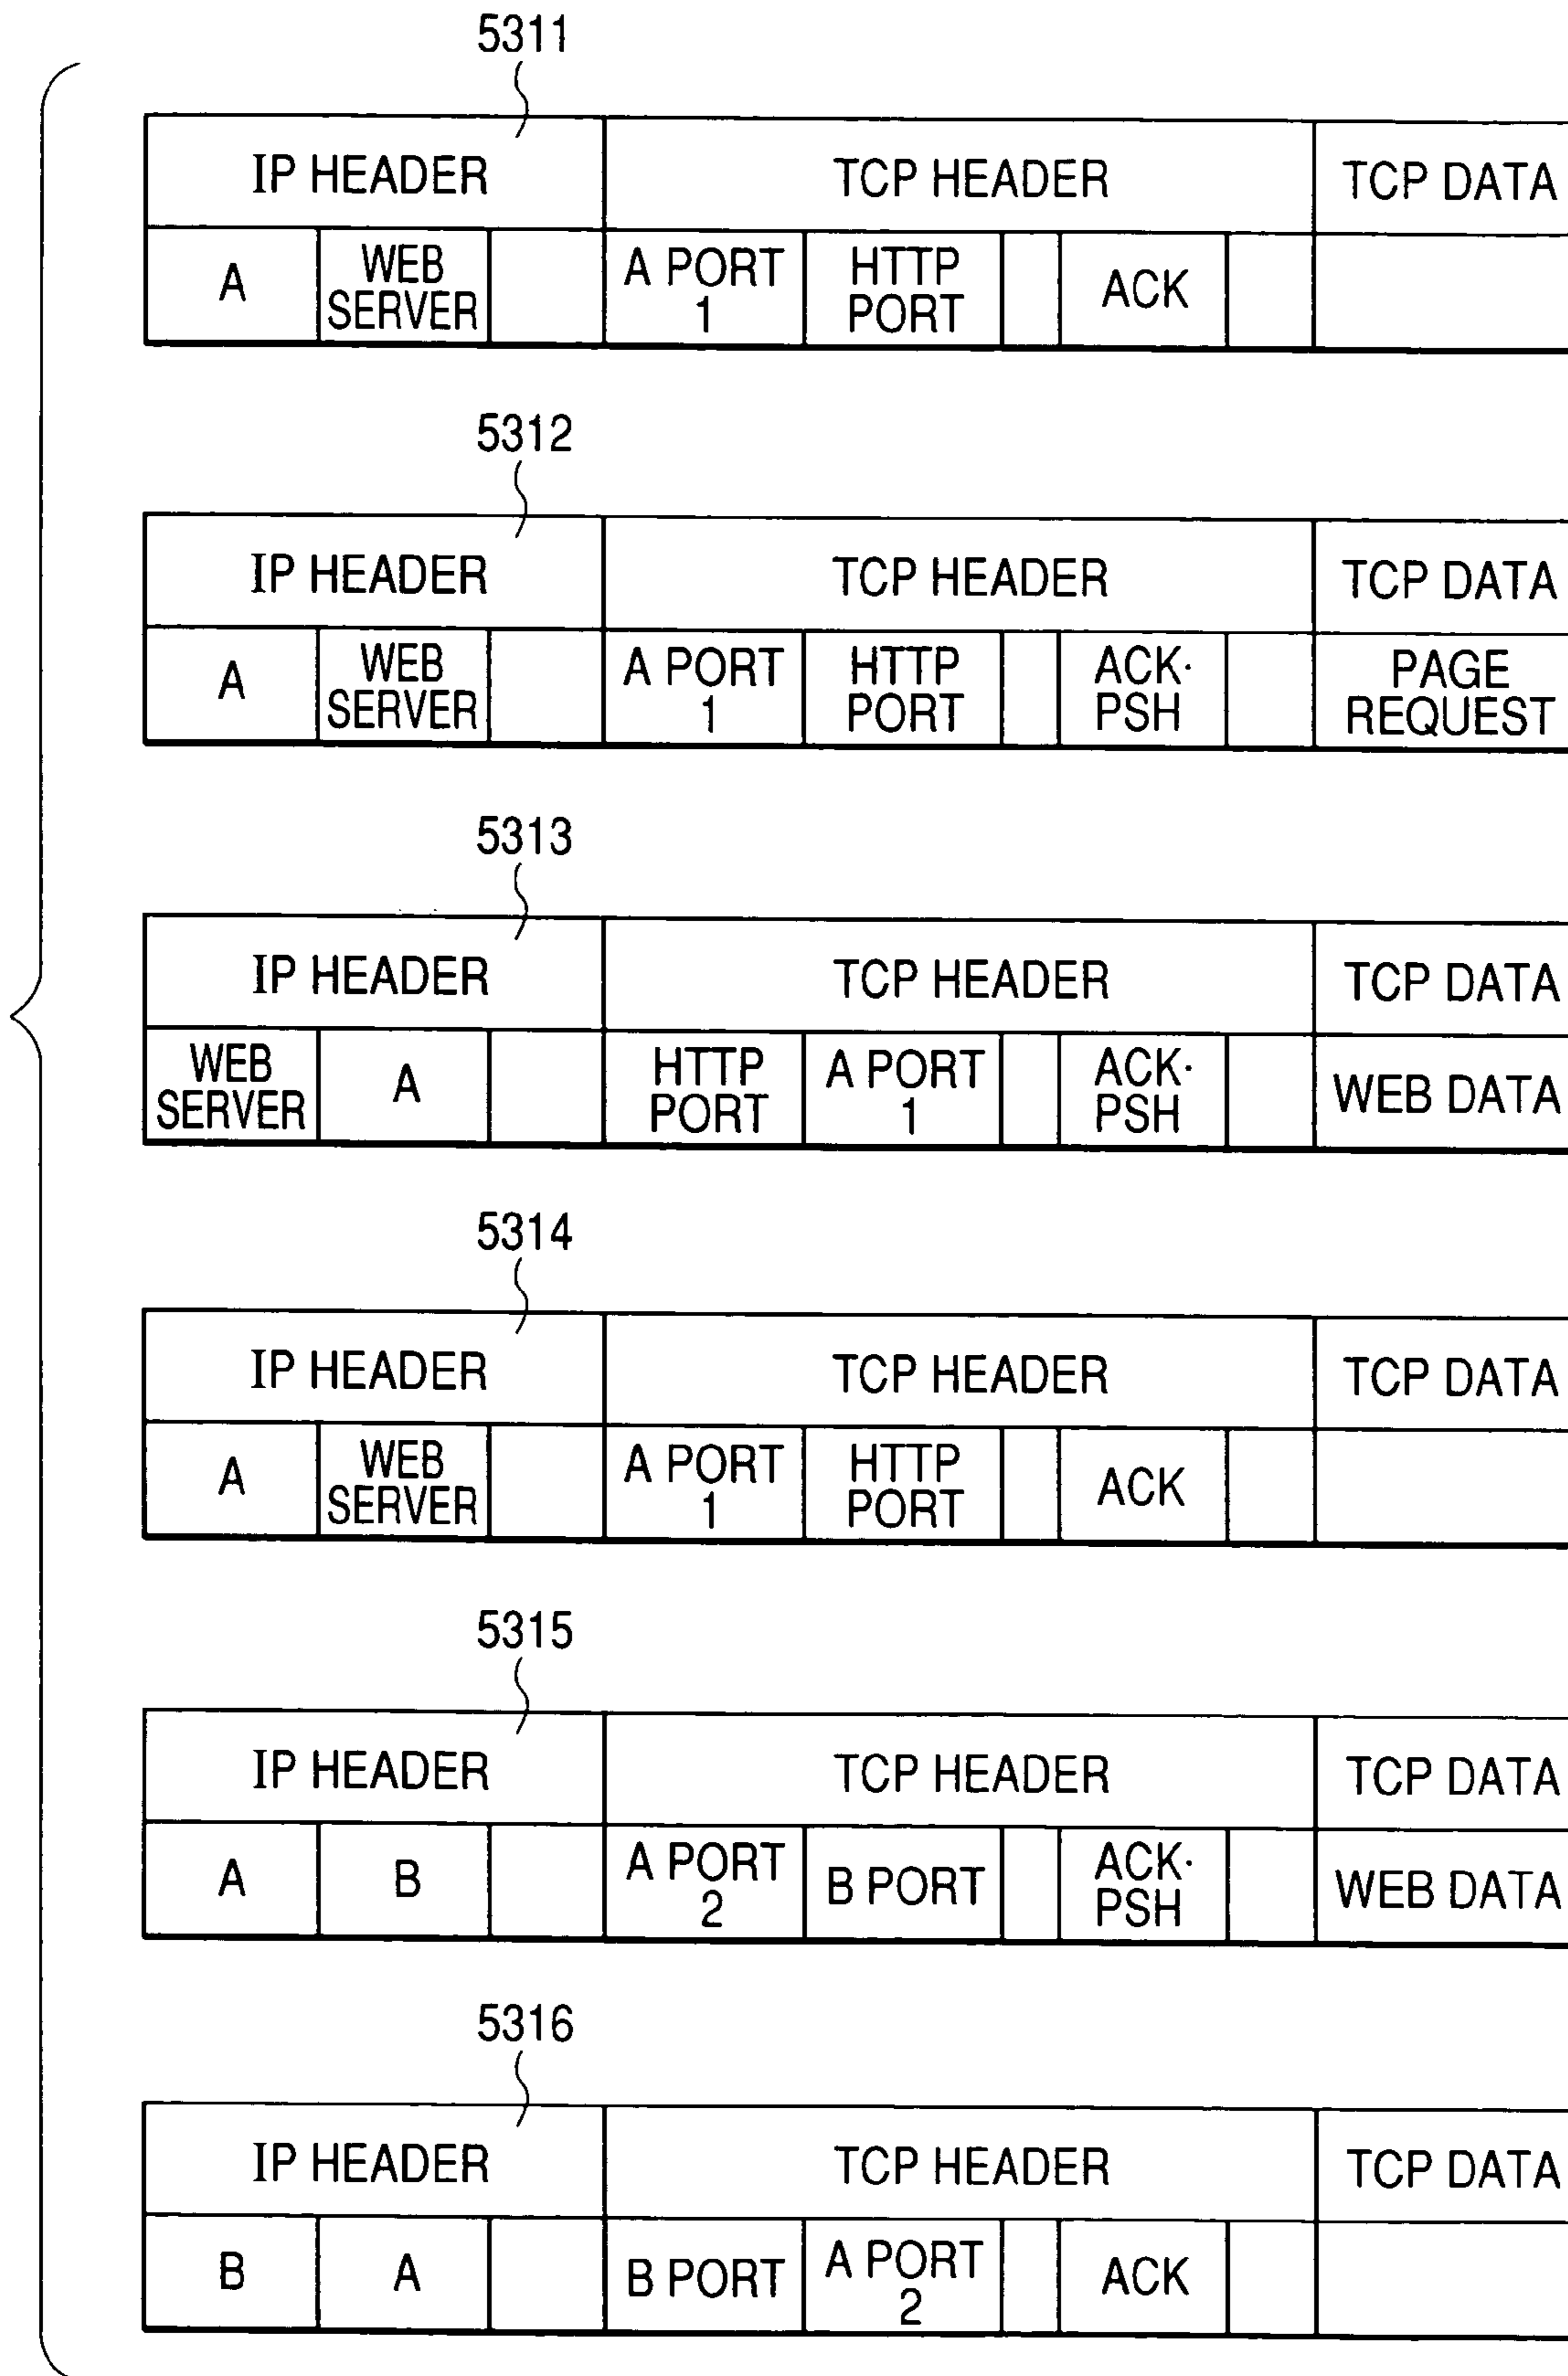 5311
IP HEADER TCP HEADER TCP DATA
A WEB SERVER A PORT 1 HTTP PORT ACK
5312
IP HEADER TCP HEADER TCP DATA
A WEB SERVER A PORT 1 HTTP PORT ACK· PSH PAGE REQUEST
5313
IP HEADER TCP HEADER TCP DATA
WEB SERVER A HTTP PORT A PORT 1 ACK· PSH WEB DATA
5314
IP HEADER TCP HEADER TCP DATA
A WEB SERVER A PORT 1 HTTP PORT ACK
5315
IP HEADER TCP HEADER TCP DATA
A B A PORT 2 B PORT ACK· PSH WEB DATA
5316
IP HEADER TCP HEADER TCP DATA
B A B PORT A PORT 2 ACK